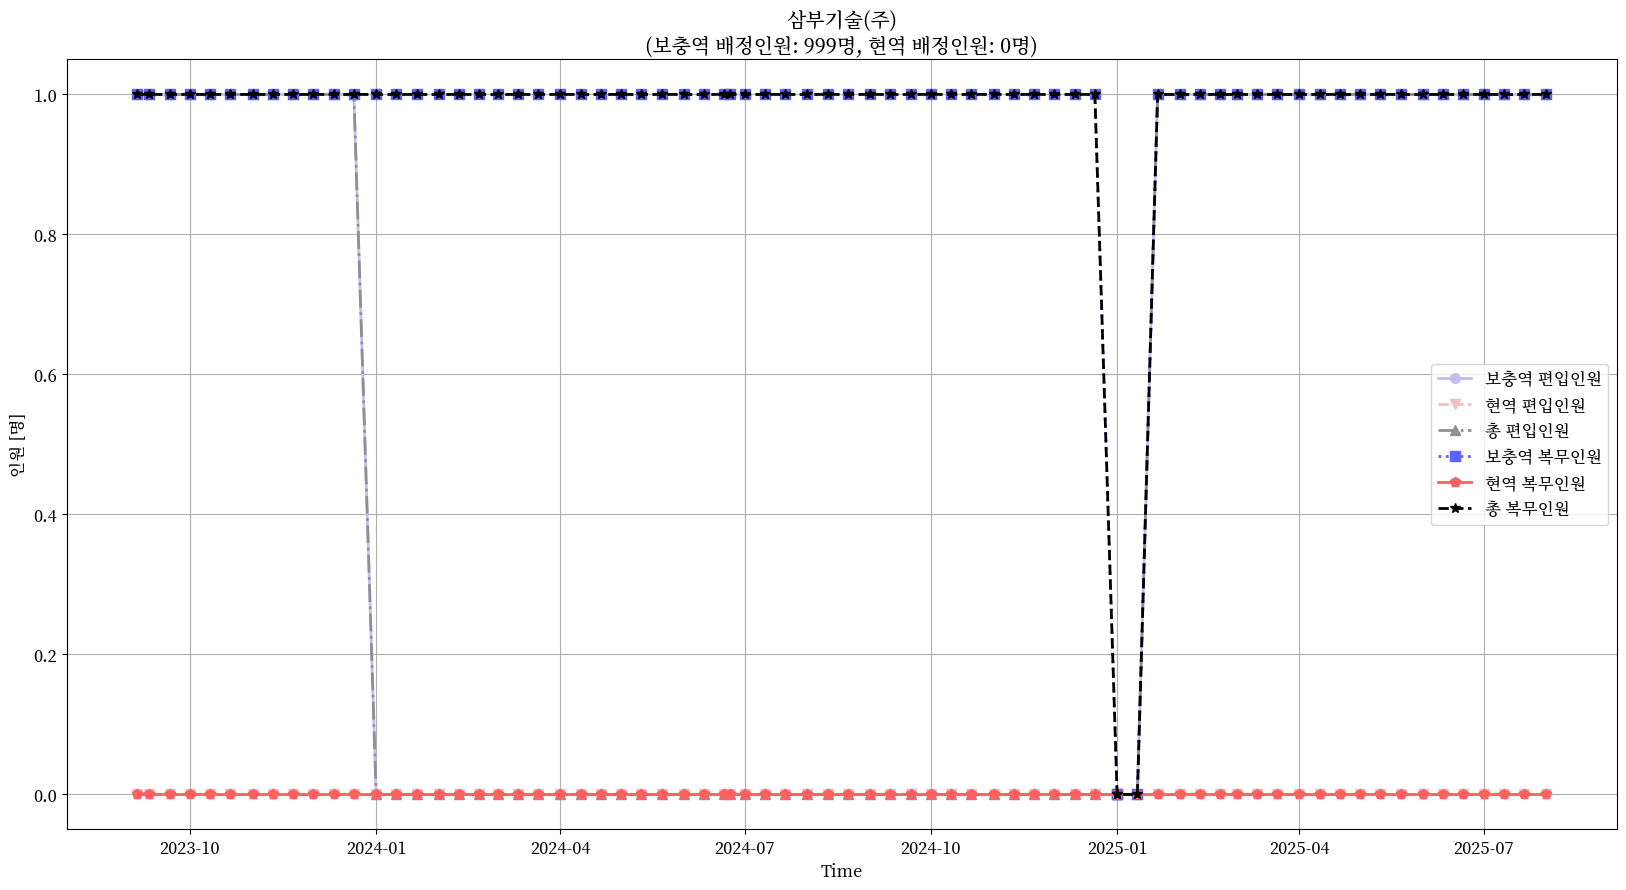 삼부기술(주)
(보충역 배정인원: 999명, 현역 배정인원: 0명)
1.0
0.8
0.6
0.4
0.2
0.0
인원 [명]
보충역 편입인원
현역 편입인원
총 편입인원
보충역 복무인원
현역 복무인원
총 복무인원
2023-10
2024-01
2024-04
2024-07
2024-10
2025-01
2025-04
2025-07
Time